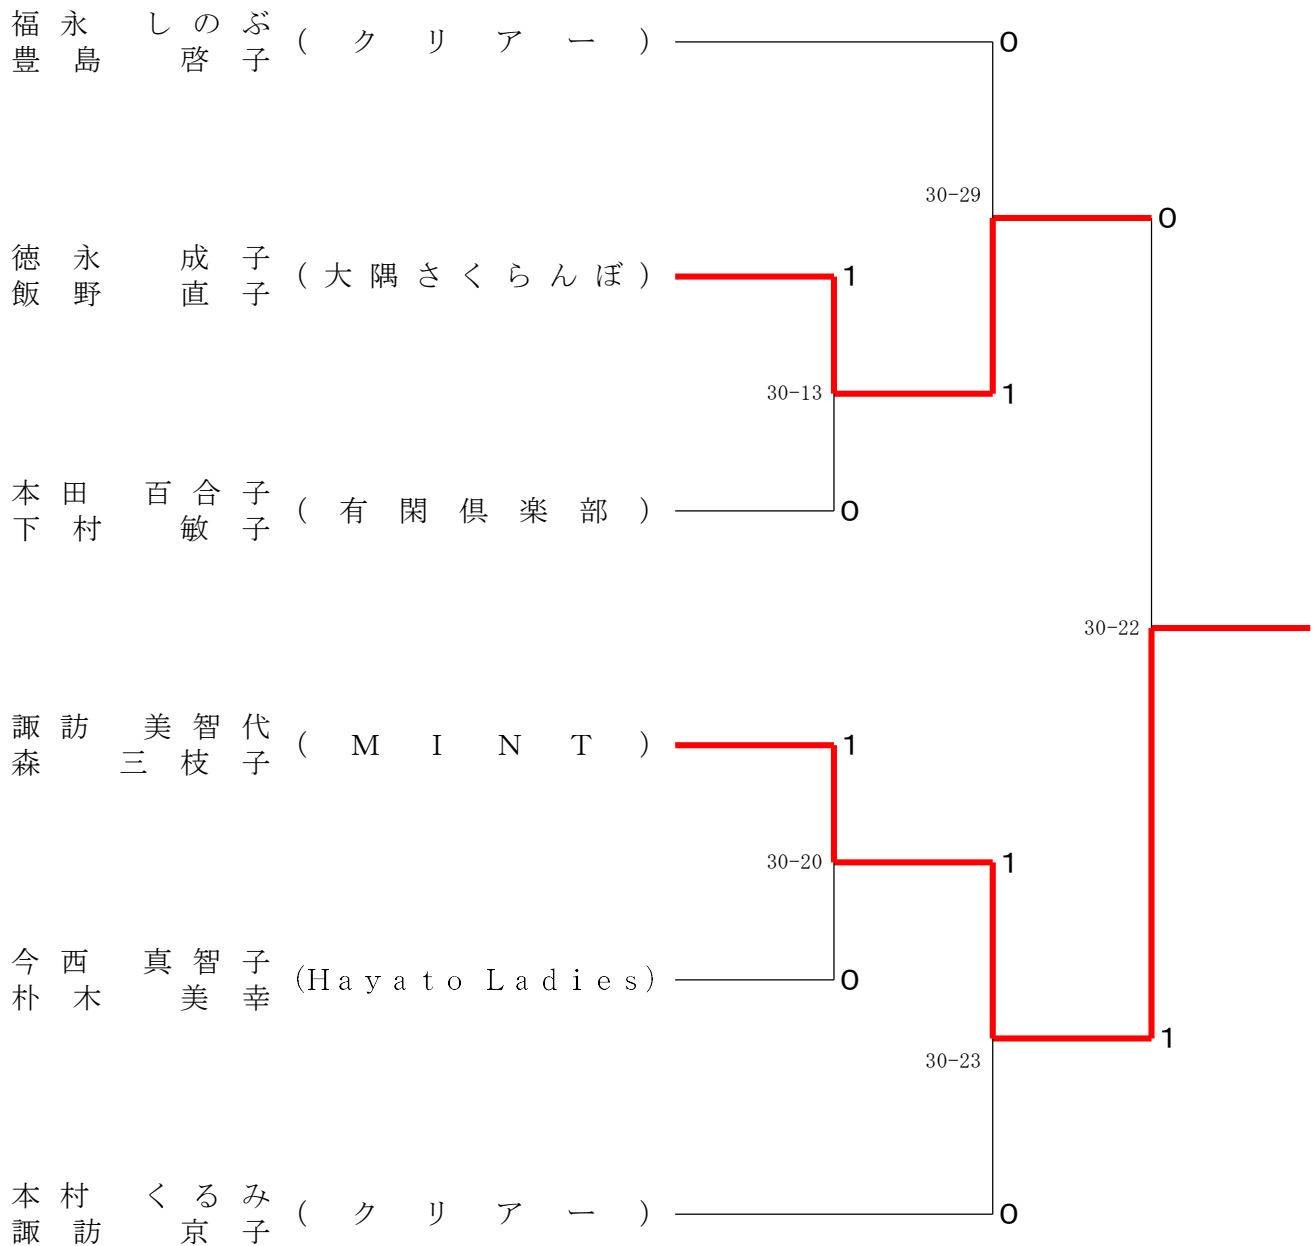 福永 しのぶ
豊島 啓子
(クリアー)
0
30-29
0
徳永 成子
飯野 直子
(大隅さくらんぼ)
1
30-13
1
本田 百合子
下村 敏子
(有閑倶楽部)
0
30-22
諏訪 美智代
森 三枝子
(MINT)
1
30-20
1
今西 真智子
朴木 美幸
(Hayato Ladies)
0
30-23
1
本村 くるみ
諏訪 京子
(クリアー)
0